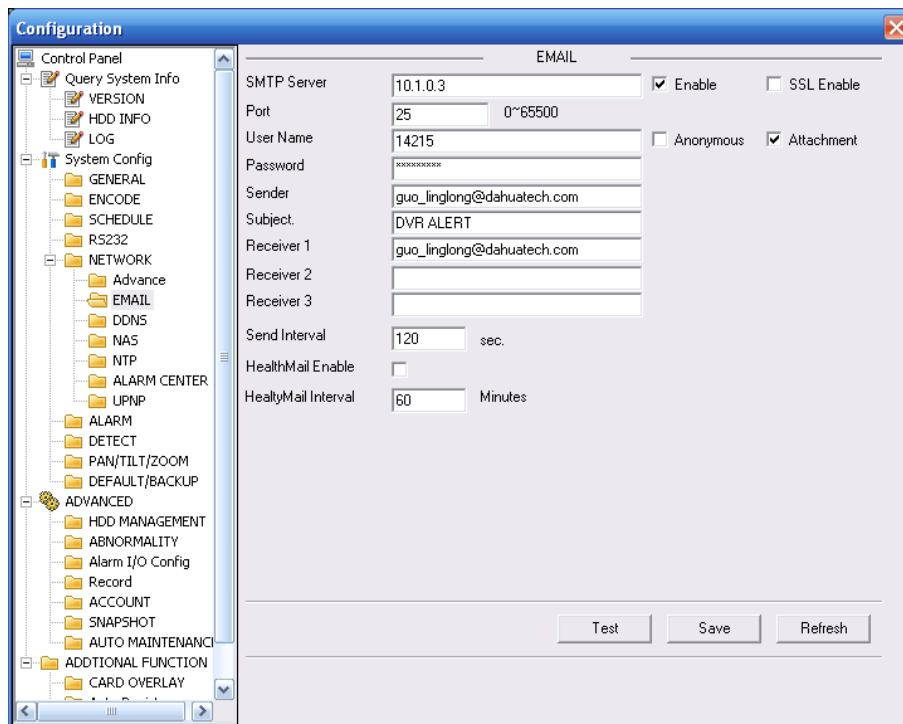 Configuration
Control Panel
Query System Info
VERSION
HDD INFO
LOG
System Config
GENERAL
ENCODE
SCHEDULE
RS232
NETWORK
Advance
EMAIL
DDNS
NAS
NTP
ALARM CENTER
UPNP
ALARM
DETECT
PAN/TILT/ZOOM
DEFAULT/BACKUP
ADVANCED
HDD MANAGEMENT
ABNORMALITY
Alarm I/O Config
Record
ACCOUNT
SNAPSHOT
AUTO MAINTENANC
ADDTIONAL FUNCTION
CARD OVERLAY
EMAIL
SMTP Server 10.1.0.3 Enable SSL Enable
Port 25 0~65500
User Name 14215 Anonymous Attachment
Password xxxxxxxxx
Sender guo_linglong@dahuatech.com
Subject. DVR ALERT
Receiver 1 guo_linglong@dahuatech.com
Receiver 2
Receiver 3
Send Interval 120 sec.
HealthMail Enable
HealtyMail Interval 60 Minutes
Test Save Refresh